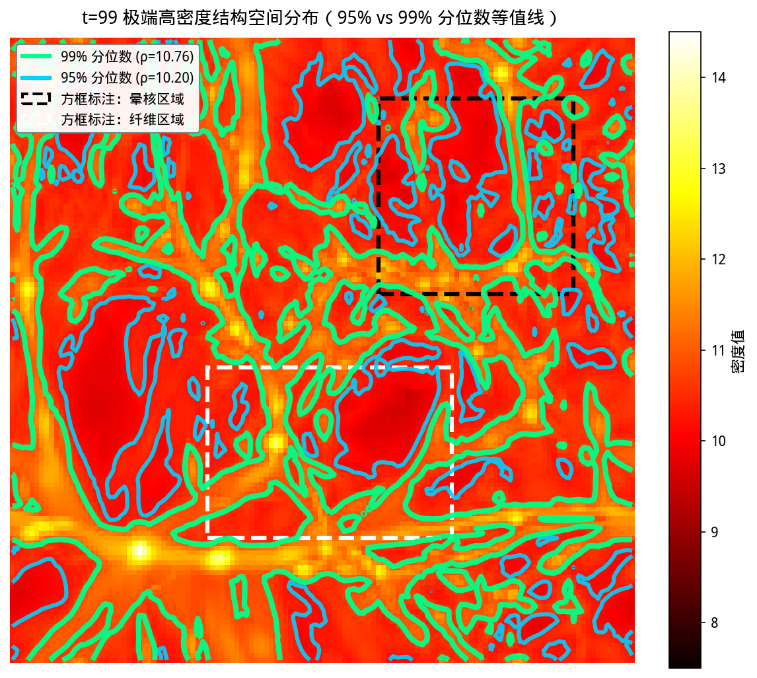 t=99 极端高密度结构空间分布（95% vs 99% 分位数等值线）
99% 分位数 (ρ=10.76)
95% 分位数 (ρ=10.20)
方框标注：晕核区域
方框标注：纤维区域
14
13
12
11
10
9
8
密度值